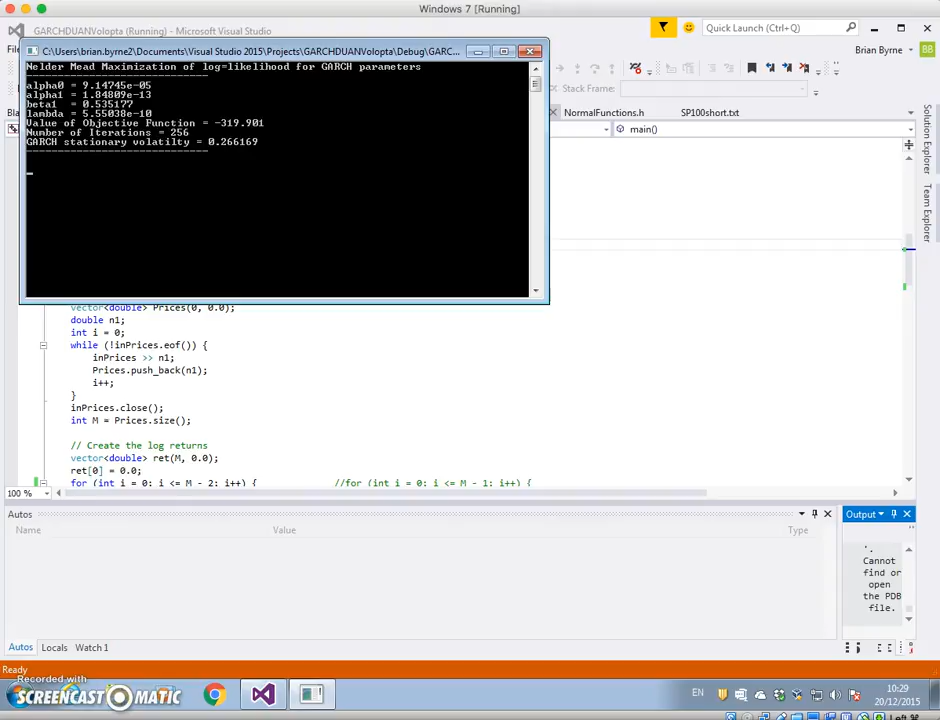 Windows 7 [Running]
GARCHDUANVolopta (Running) - Microsoft Visual Studio
Quick Launch (Ctrl+Q)
C:\Users\brian.byrne2\Documents\Visual Studio 2015\Projects\GARCHDUANVolopta\Debug\GARC...
Brian Byrne
BB
Nelder Mead Maximization of log=likelihood for GARCH parameters
alpha0 = 9.14745e-05
alpha1 = 1.84809e-13
beta1 = 0.535177
lambda = 5.55038e-10
Value of Objective Function = -319.901
Number of Iterations = 256
GARCH stationary volatilty = 0.266169
Stack Frame:
NormalFunctions.h
SP100short.txt
main()
Solution Explorer
Team Explorer
vector<double> Prices(0, 0.0);
double n1;
int i = 0;
while (!inPrices.eof()) {
inPrices >> n1;
Prices.push_back(n1);
i++;
}
inPrices.close();
int M = Prices.size();
// Create the log returns
vector<double> ret(M, 0.0);
ret[0] = 0.0;
for (int i = 0; i <= M - 2; i++) { //for (int i = 0; i <= M - 1; i++) {
100 %
Autos
Name Value Type
Output
'.
Cannot
find or
open
the PDB
file.
Autos Locals Watch 1
Ready
Recorded with
SCREENCAST MATIC
EN
10:29
20/12/2015
Left ⌘